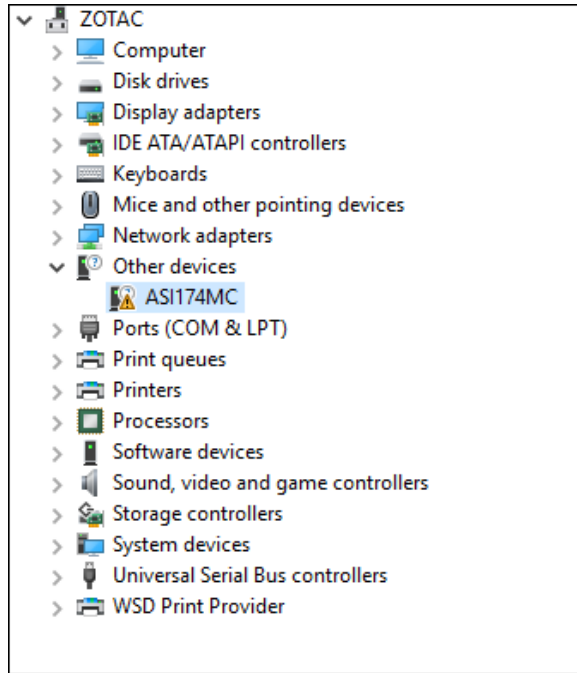 ZOTAC
Computer
Disk drives
Display adapters
IDE ATA/ATAPI controllers
Keyboards
Mice and other pointing devices
Network adapters
Other devices
ASI174MC
Ports (COM & LPT)
Print queues
Printers
Processors
Software devices
Sound, video and game controllers
Storage controllers
System devices
Universal Serial Bus controllers
WSD Print Provider